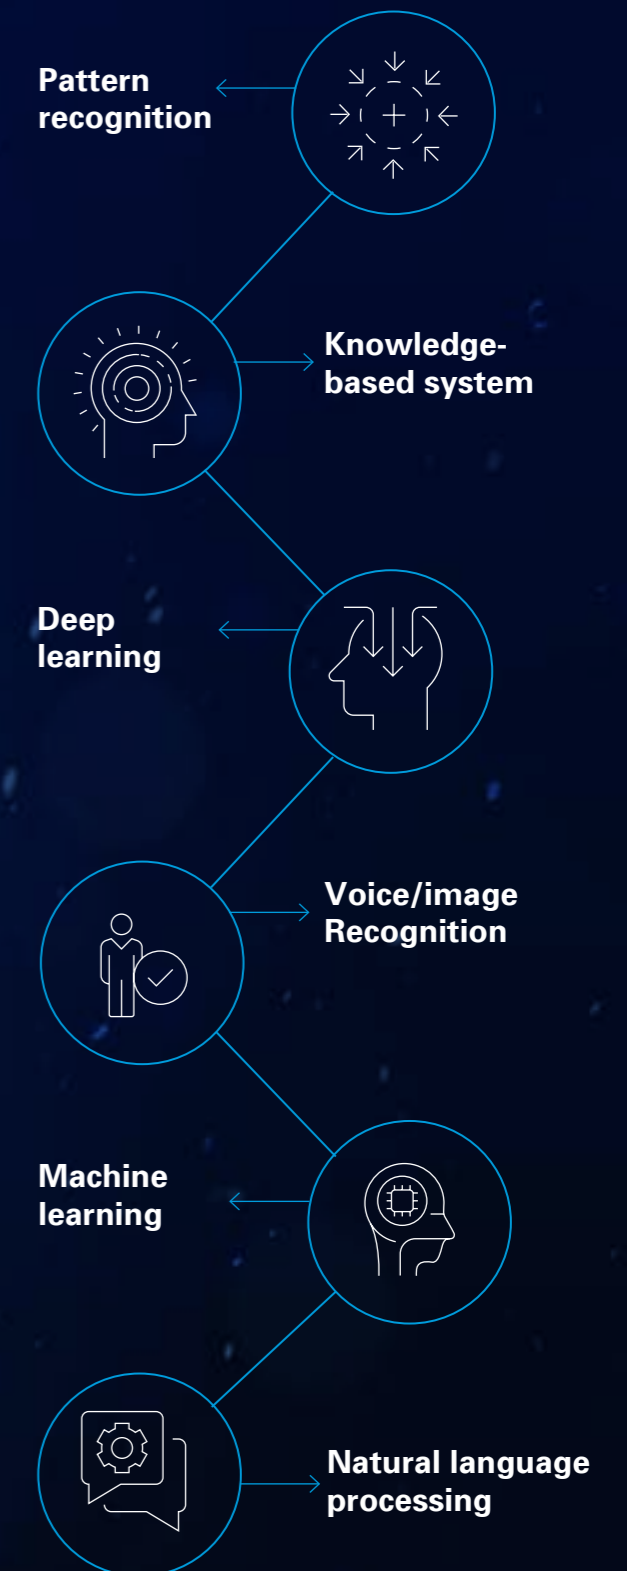 Pattern
recognition
Knowledge-
based system
Deep
learning
Voice/image
Recognition
Machine
learning
Natural language
processing